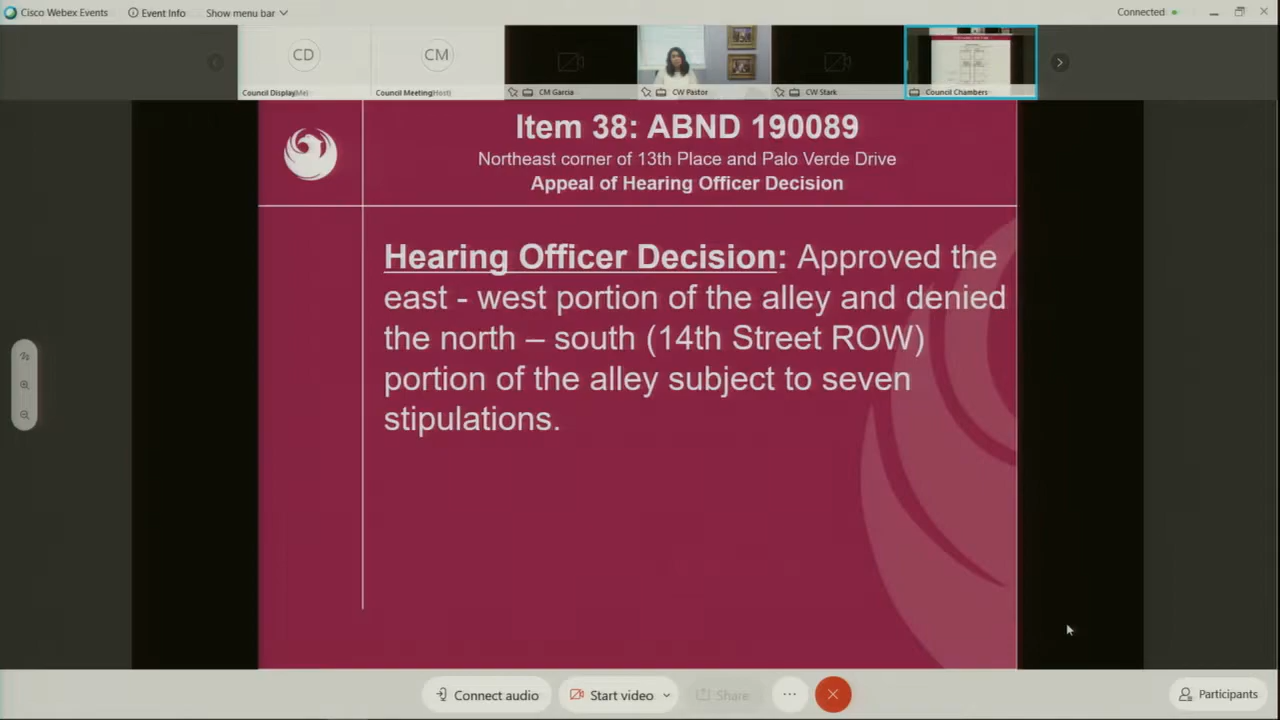 Cisco Webex Events
Event Info
Show menu bar
Connected
CD
CM
Council Display(Me)
Council Meeting(Host)
CM Garcia
CW Pastor
CW Stark
Council Chambers
Item 38: ABND 190089
Northeast corner of 13th Place and Palo Verde Drive
Appeal of Hearing Officer Decision
Hearing Officer Decision: Approved the
east - west portion of the alley and denied
the north – south (14th Street ROW)
portion of the alley subject to seven
stipulations.
Connect audio
Start video
Share
Participants